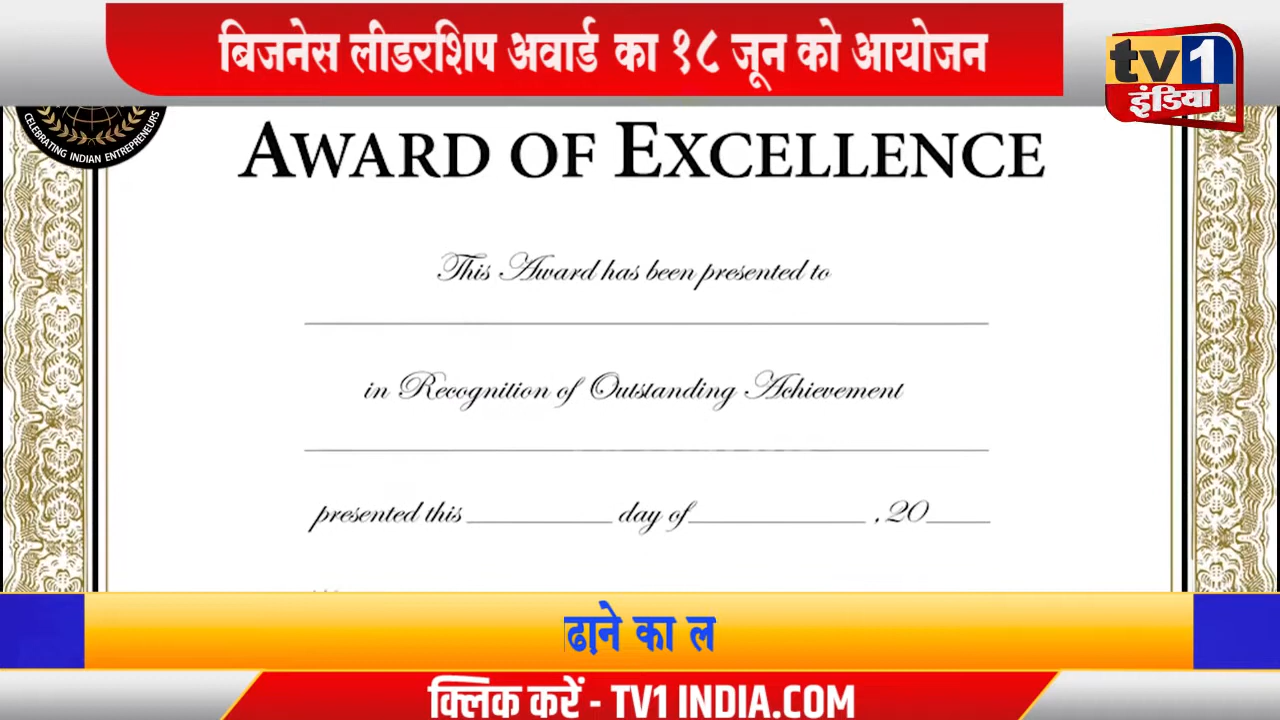 बिजनेस लीडरशिप अवार्ड का १८ जून को आयोजन
tv1
इंडिया
CELEBRATING INDIAN ENTREPRENEURS
AWARD OF EXCELLENCE
This Award has been presented to
in Recognition of Outstanding Achievement
presented this day of , 20
ढा़ने का ल
क्लिक करें - TV1 INDIA.COM